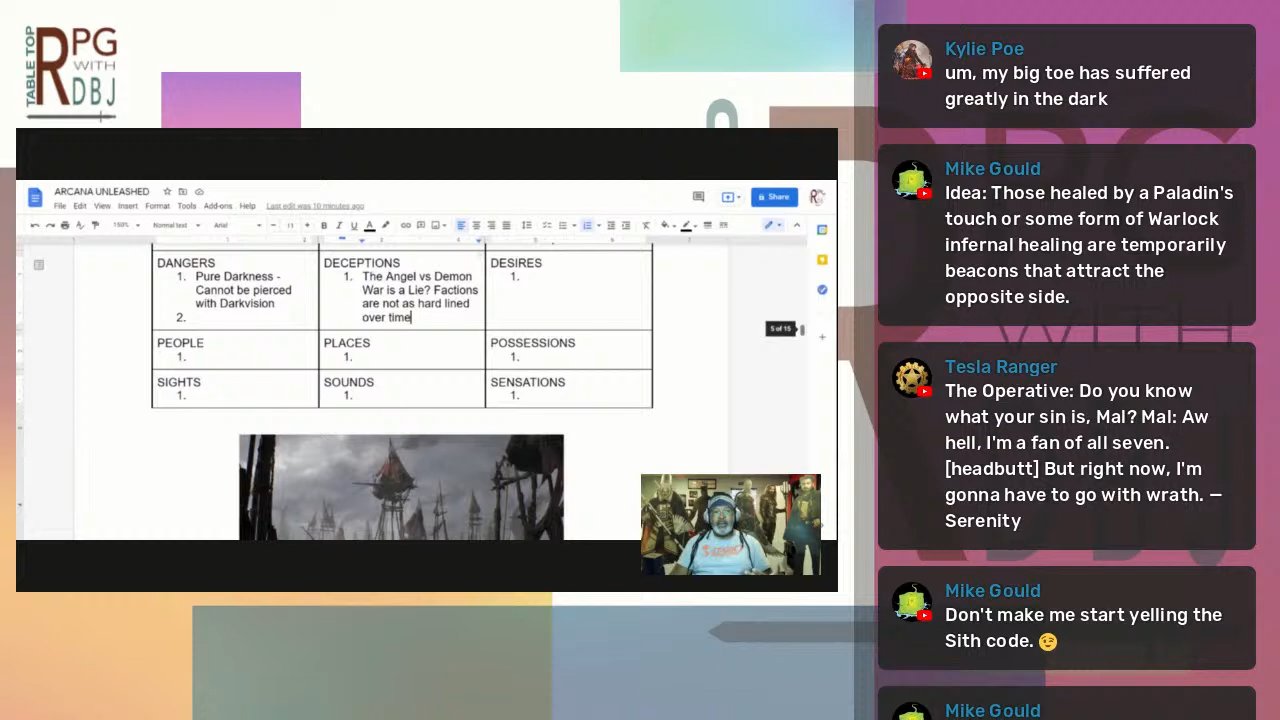 TABLE TOP
RPG
WITH
DBJ
ARCANA UNLEASHED
File Edit View Insert Format Tools Add-ons Help Last edit was 10 minutes ago
Share
150% Normal text Arial 11
DANGERS
1. Pure Darkness -
Cannot be pierced
with Darkvision
2.
DECEPTIONS
1. The Angel vs Demon
War is a Lie? Factions
are not as hard lined
over time
DESIRES
1.
PEOPLE
1.
PLACES
1.
POSSESSIONS
1.
SIGHTS
1.
SOUNDS
1.
SENSATIONS
1.
5 of 15
Kylie Poe
um, my big toe has suffered
greatly in the dark
Mike Gould
Idea: Those healed by a Paladin's
touch or some form of Warlock
infernal healing are temporarily
beacons that attract the
opposite side.
Tesla Ranger
The Operative: Do you know
what your sin is, Mal? Mal: Aw
hell, I'm a fan of all seven.
[headbutt] But right now, I'm
gonna have to go with wrath. —
Serenity
Mike Gould
Don't make me start yelling the
Sith code. 😉
Mike Gould